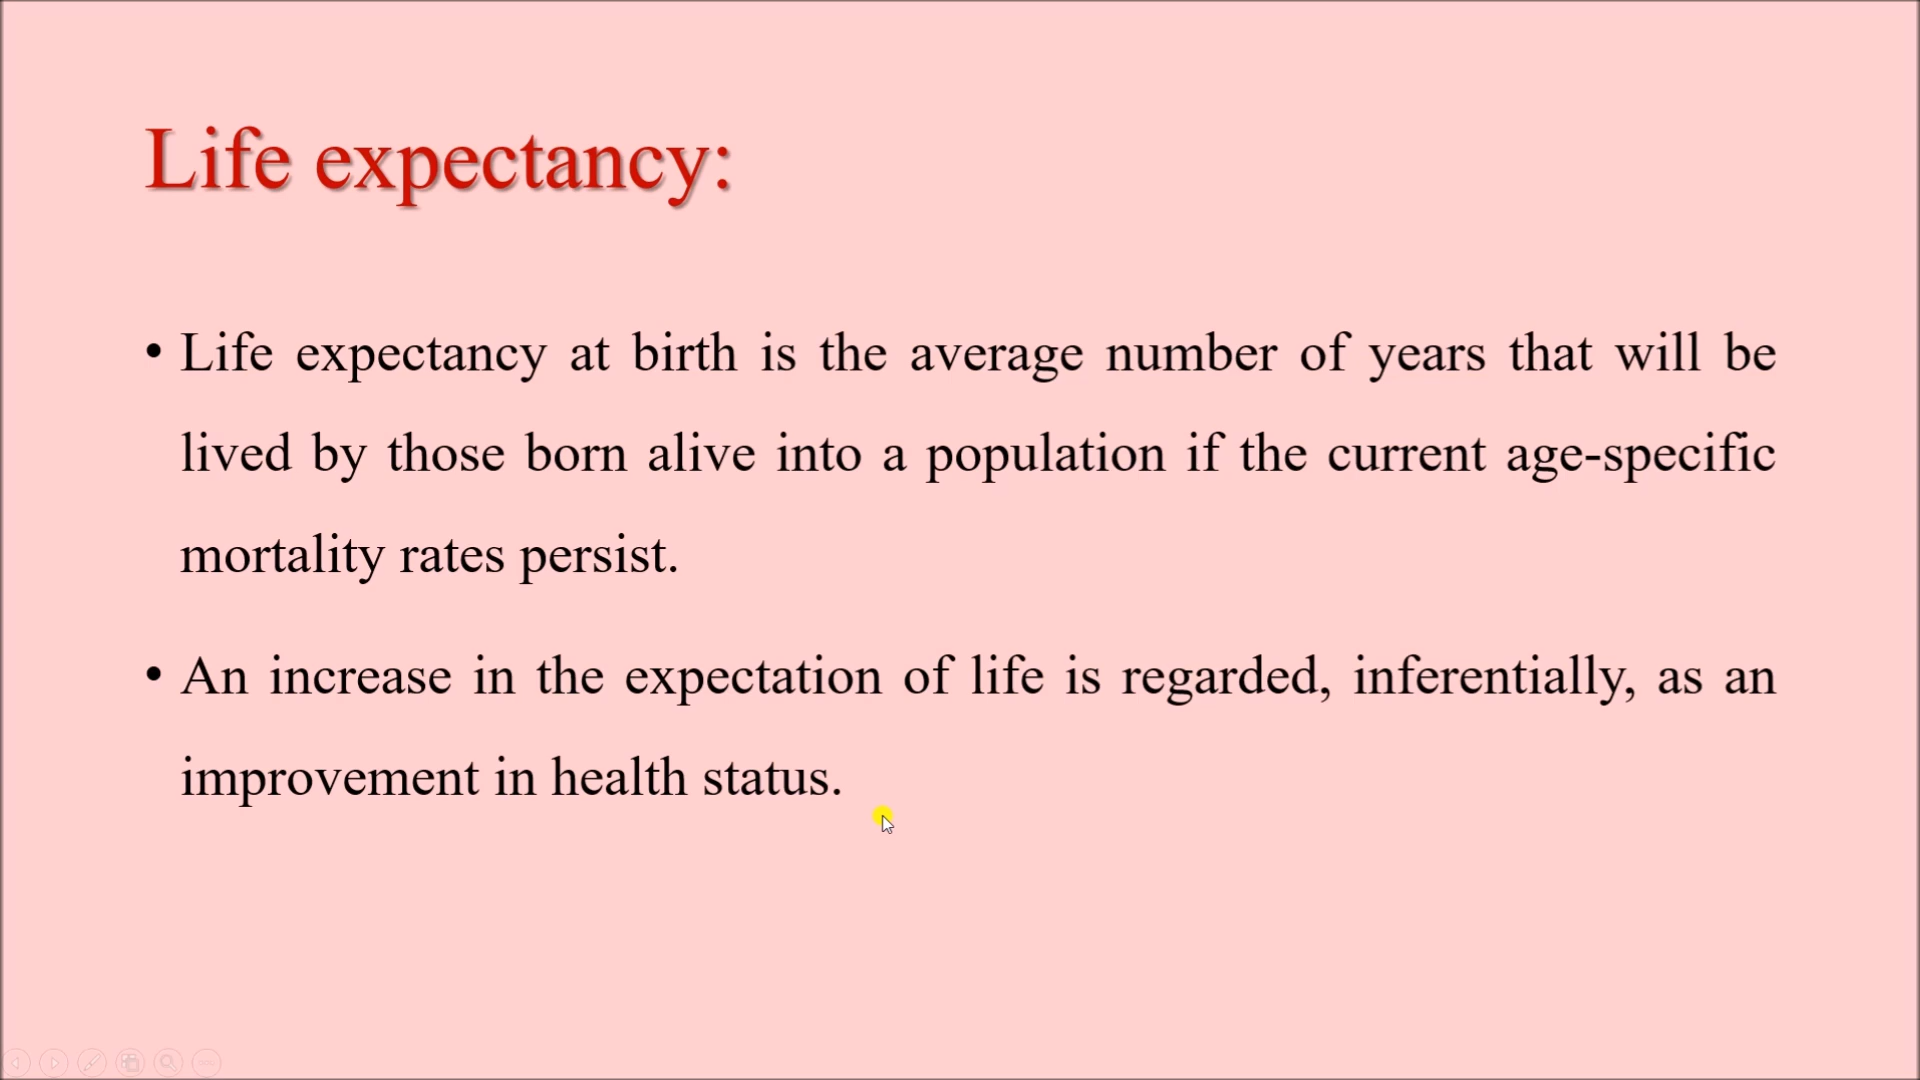 Life expectancy:
• Life expectancy at birth is the average number of years that will be
lived by those born alive into a population if the current age-specific
mortality rates persist.
• An increase in the expectation of life is regarded, inferentially, as an
improvement in health status.